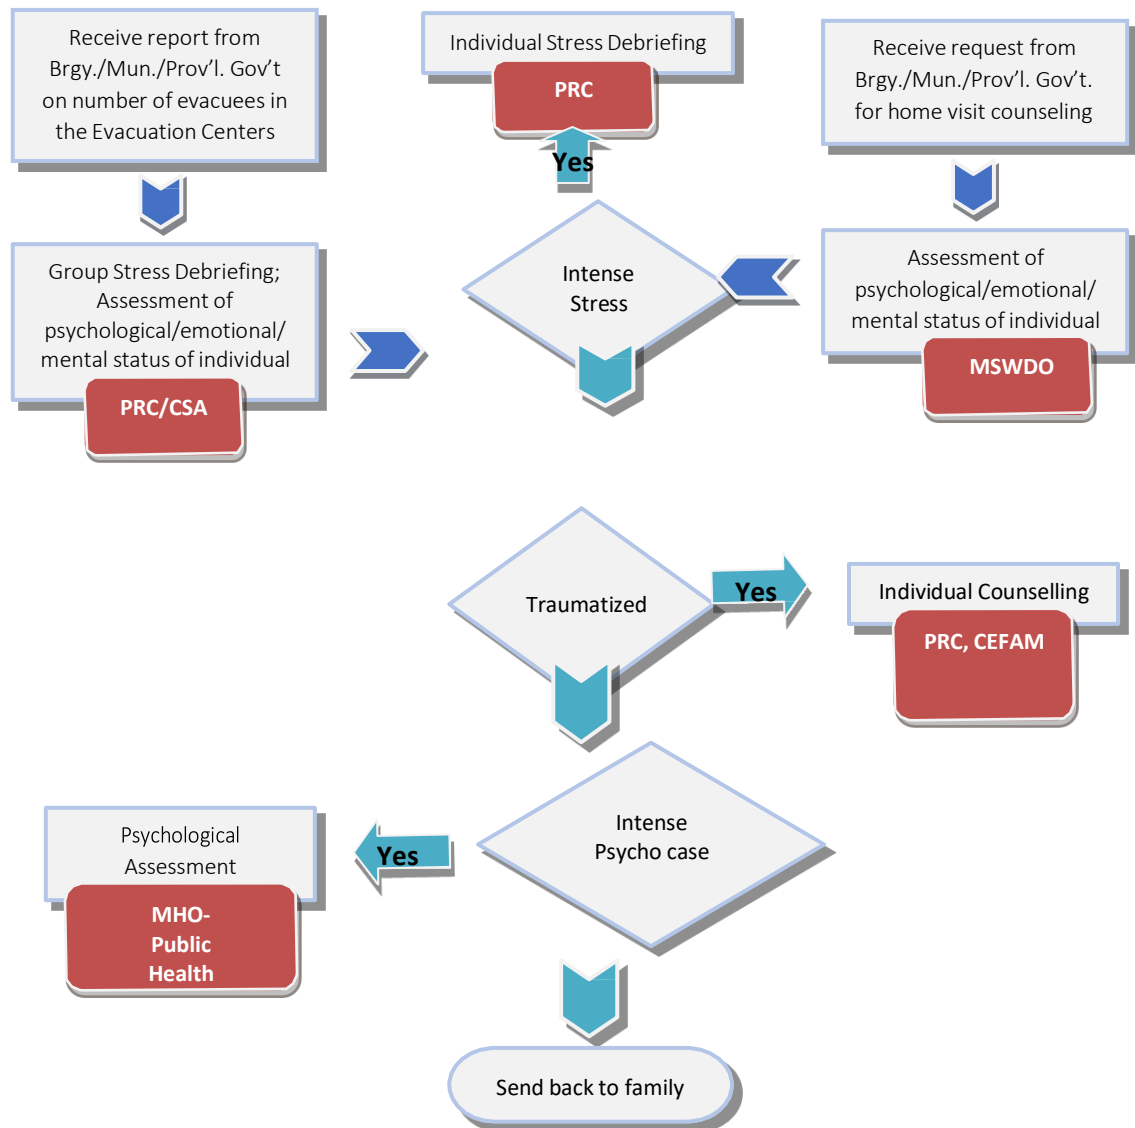 Receive report from
Brgy./Mun./Prov’l. Gov’t
on number of evacuees in
the Evacuation Centers
Individual Stress Debriefing
PRC
Yes
Receive request from
Brgy./Mun./Prov’l. Gov’t.
for home visit counseling
Group Stress Debriefing;
Assessment of
psychological/emotional/
mental status of individual
PRC/CSA
Intense
Stress
Assessment of
psychological/emotional/
mental status of individual
MSWDO
Traumatized
Yes
Individual Counselling
PRC, CEFAM
Intense
Psycho case
Yes
Psychological
Assessment
MHO-
Public
Health
Send back to family